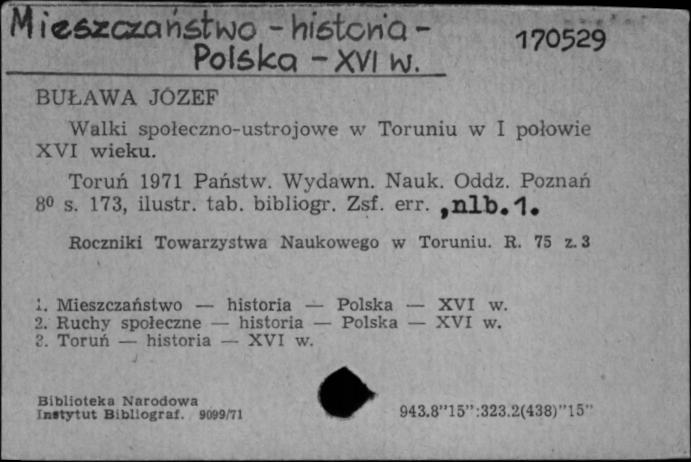 Mieszczaństwo - historia -
Polska - XVI w.
170529
BUŁAWA JÓZEF
Walki społeczno-ustrojowe w Toruniu w I połowie
XVI wieku.
Toruń 1971 Państw. Wydawn. Nauk. Oddz. Poznań
8⁰ s. 173, ilustr. tab. bibliogr. Zsf. err. , nlb. 1.
Roczniki Towarzystwa Naukowego w Toruniu. R. 75 z. 3
1. Mieszczaństwo — historia — Polska — XVI w.
2. Ruchy społeczne — historia — Polska — XVI w.
3. Toruń — historia — XVI w.
Biblioteka Narodowa
Instytut Bibliograf. 9099/71
943.8"15":323.2(438)"15"